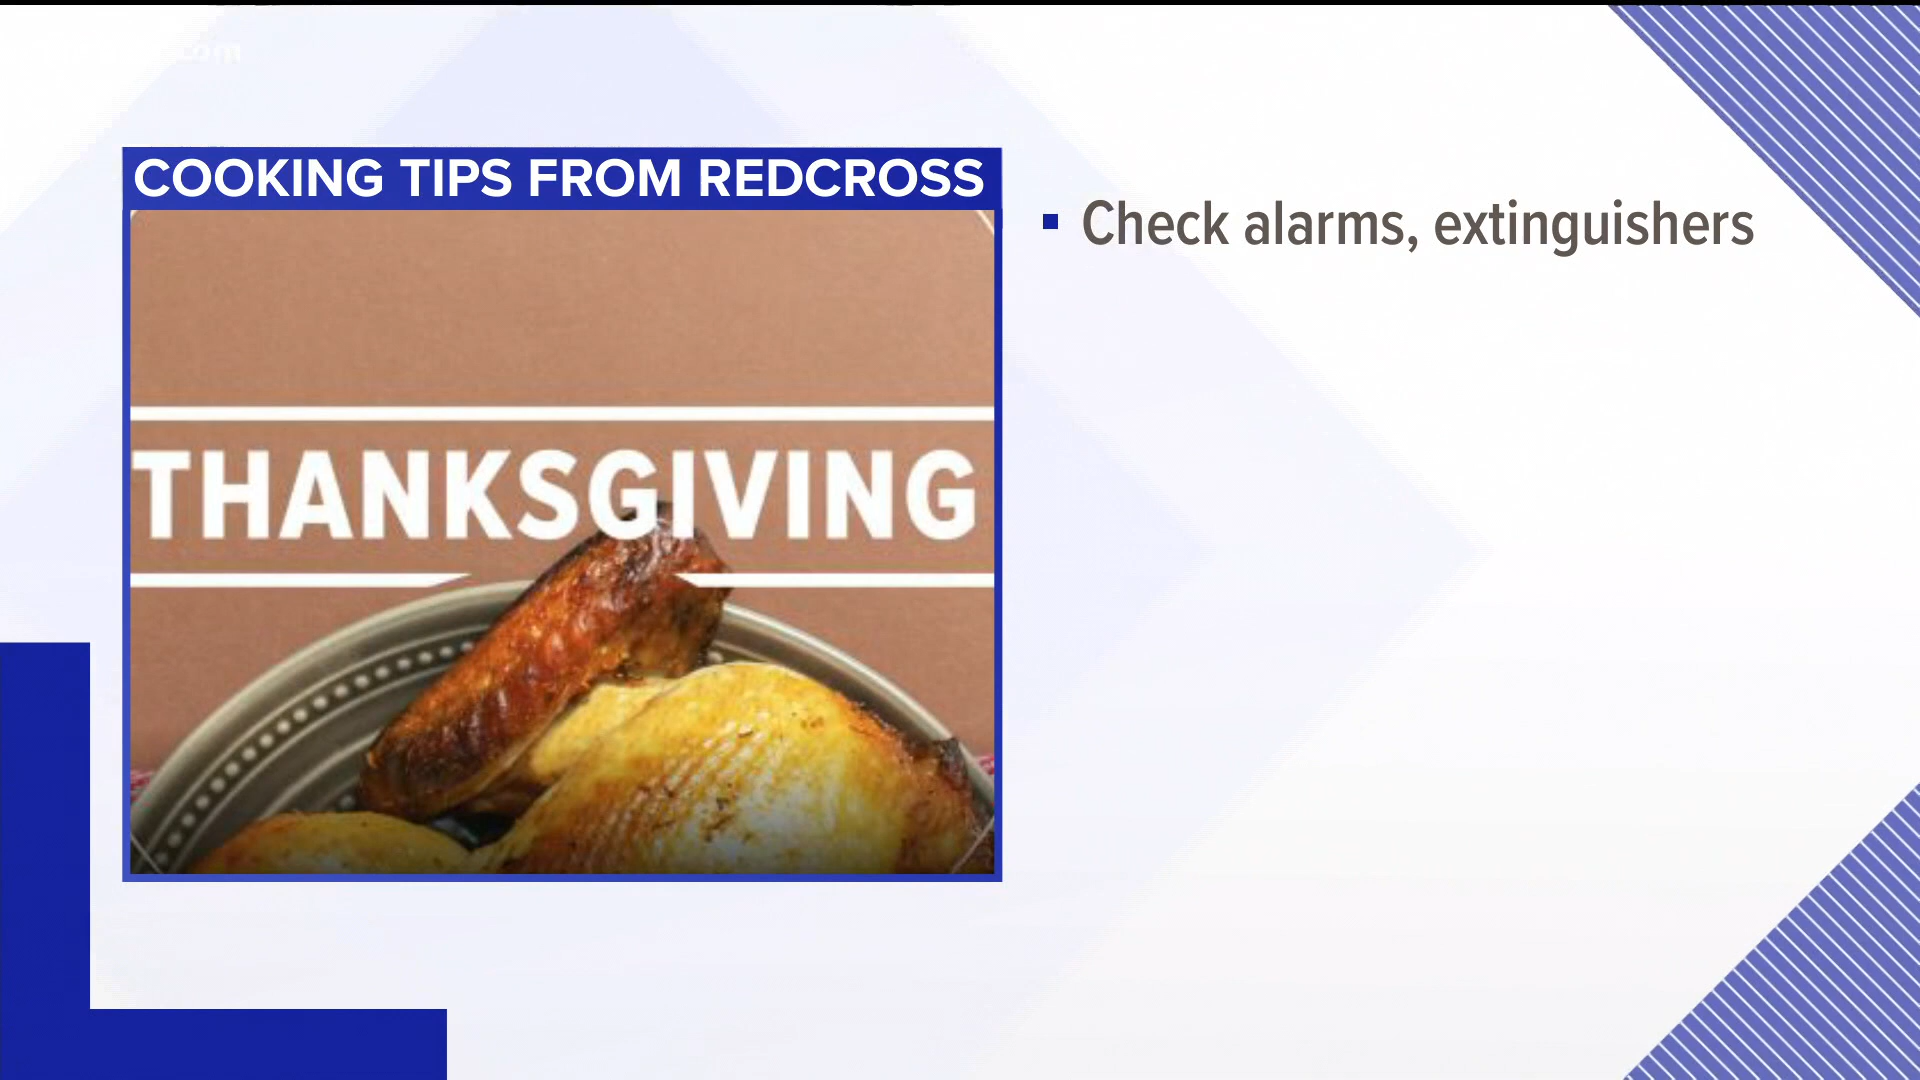 COOKING TIPS FROM REDCROSS
THANKSGIVING
▪ Check alarms, extinguishers